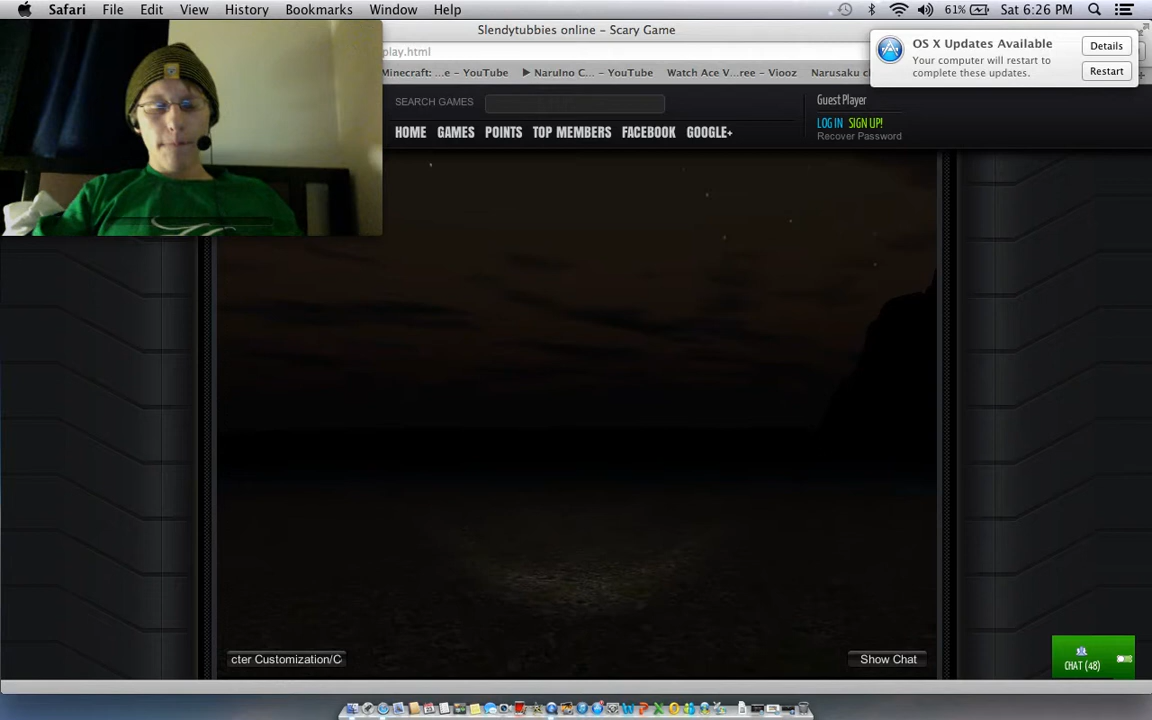 Safari File Edit View History Bookmarks Window Help 61% Sat 6:26 PM
Slendytubbies online – Scary Game
play.html
OS X Updates Available
Your computer will restart to
complete these updates.
Details
Restart
Minecraft: ...e – YouTube ▶ NaruIno C... – YouTube Watch Ace V...ree – Viooz Narusaku
SEARCH GAMES
Guest Player
LOG IN SIGN UP!
Recover Password
HOME GAMES POINTS TOP MEMBERS FACEBOOK GOOGLE+
cter Customization/C
Show Chat
CHAT (48)